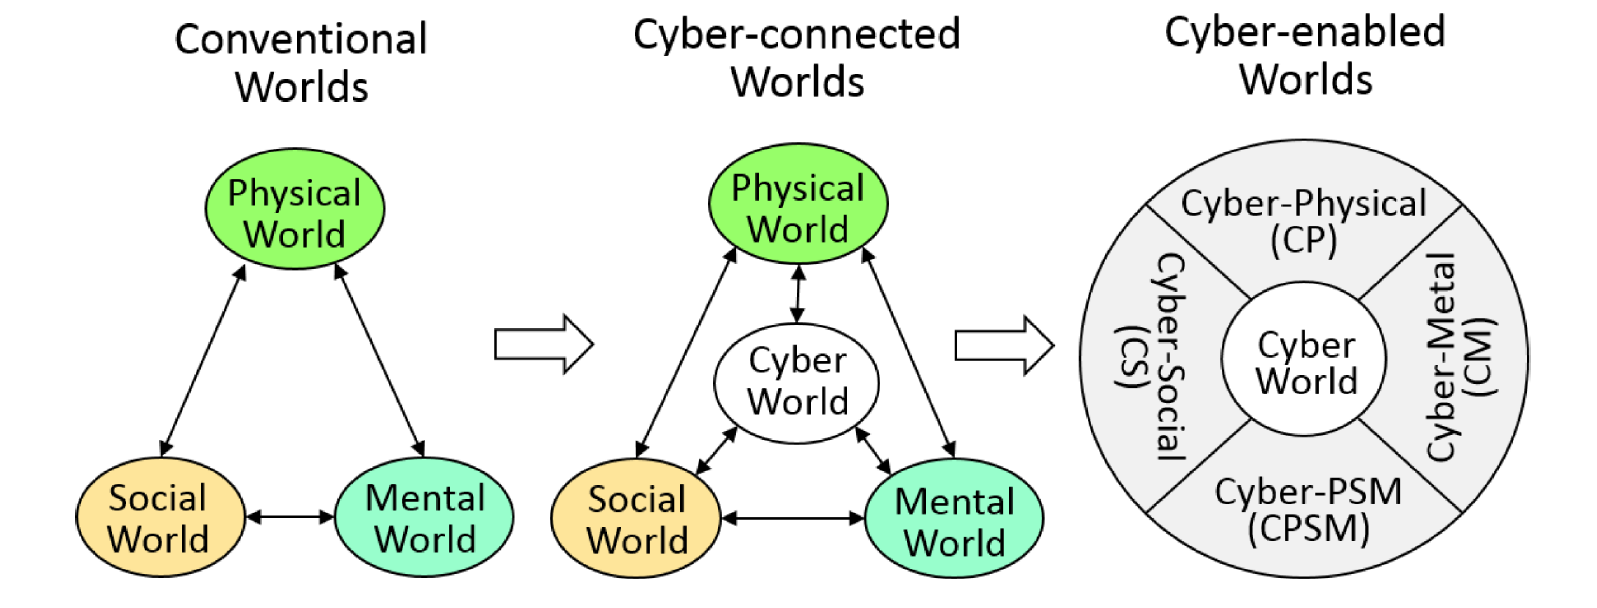 Conventional
Worlds
Physical
World
Social
World
Mental
World
Cyber-connected
Worlds
Physical
World
Cyber
World
Social
World
Mental
World
Cyber-enabled
Worlds
Cyber-Physical
(CP)
Cyber-Social
(CS)
Cyber
World
Cyber-Metal
(CM)
Cyber-PSM
(CPSM)